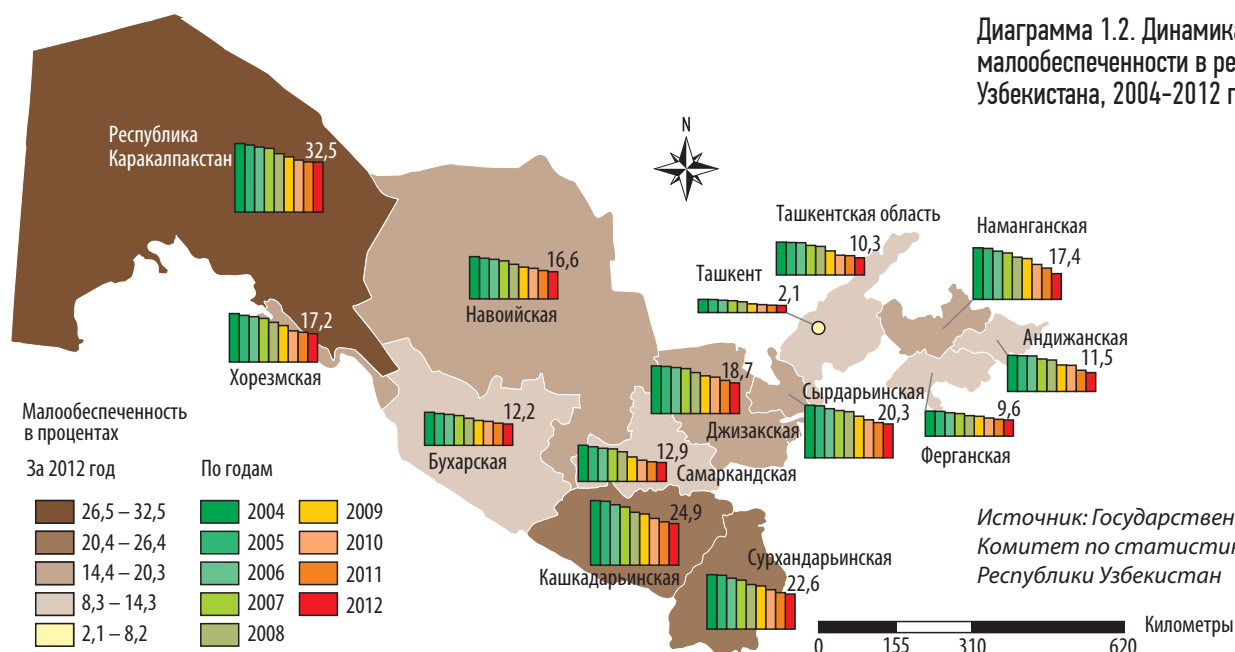 Диаграмма 1.2. Динамика
малообеспеченности в ре
Узбекистана, 2004-2012 г
N
Республика
Каракалпакстан
32,5
16,6
Навоийская
17,2
Хорезмская
Ташкентская область
10,3
Ташкент
2,1
Наманганская
17,4
Андижанская
11,5
18,7
Джизакская
Сырдарьинская
20,3
9,6
Ферганская
12,2
Бухарская
12,9
Самаркандская
24,9
Кашкадарьинская
Сурхандарьинская
22,6
Малообеспеченность
в процентах
За 2012 год
26,5 – 32,5
20,4 – 26,4
14,4 – 20,3
8,3 – 14,3
2,1 – 8,2
По годам
2004
2005
2006
2007
2008
2009
2010
2011
2012
Источник: Государствен
Комитет по статистик
Республики Узбекистан
Километры
0 155 310 620